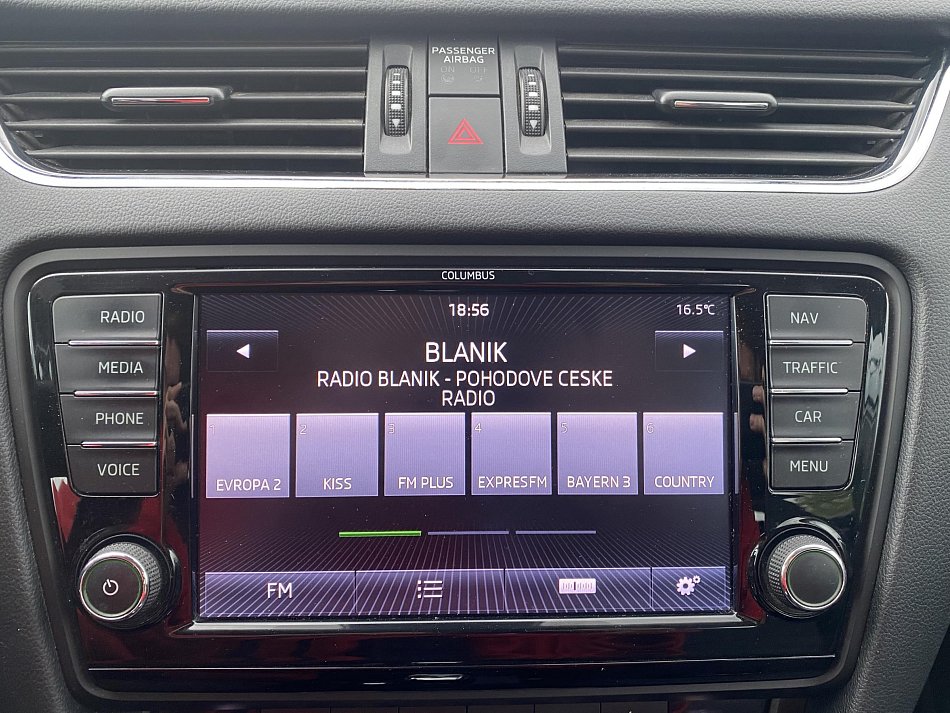 PASSENGER
AIRBAG
ON OFF
COLUMBUS
18:56
16.5°C
RADIO
MEDIA
PHONE
VOICE
NAV
TRAFFIC
CAR
MENU
BLANIK
RADIO BLANIK - POHODOVE CESKE
RADIO
1 2 3 4 5 6
EVROPA 2 KISS FM PLUS EXPRESFM BAYERN 3 COUNTRY
FM